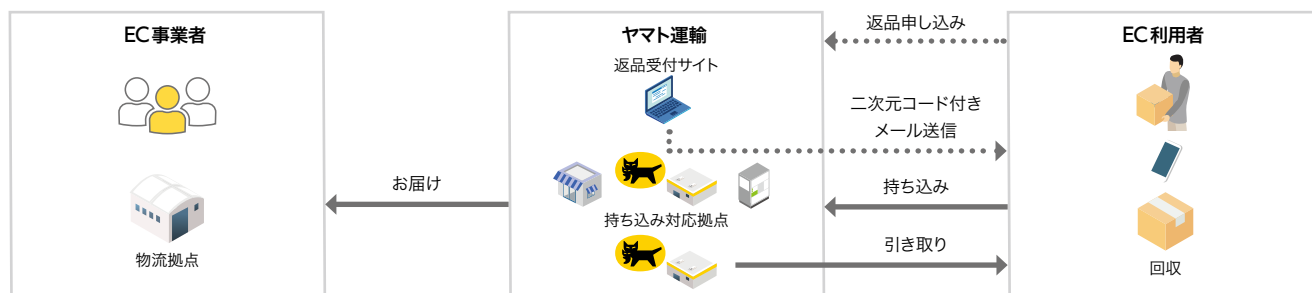 EC事業者
物流拠点
お届け
ヤマト運輸
返品受付サイト
持ち込み対応拠点
返品申し込み
二次元コード付き
メール送信
持ち込み
引き取り
EC利用者
回収